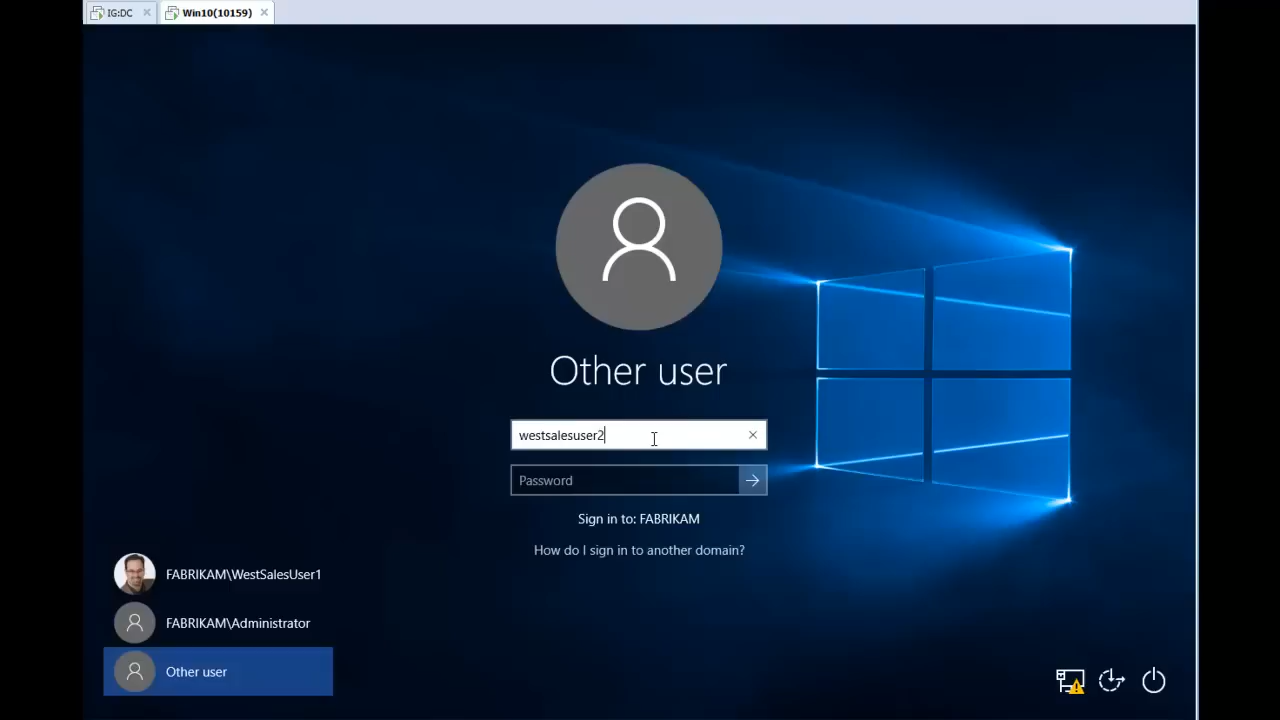 IG:DC
Win10(10159)
Other user
westsalesuser2
Password
Sign in to: FABRIKAM
How do I sign in to another domain?
FABRIKAM\WestSalesUser1
FABRIKAM\Administrator
Other user